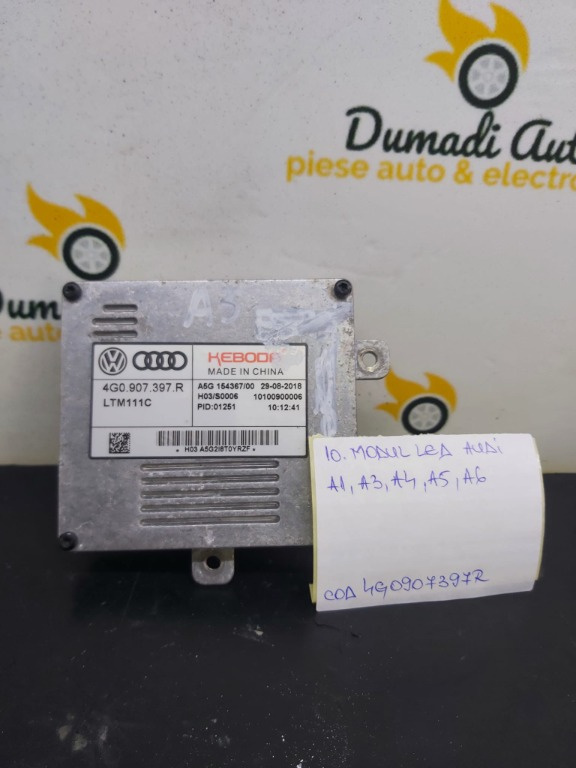 Dumadi Aut
piese auto & electro
Dumadi
piese auto
A5
KEBODA
MADE IN CHINA
4G0.907.397.R
LTM111C
A5G 154367/00 29-08-2018
H03/S0006 10100900006
PID:01251 10:12:41
* H03 A5G2I8T0YRZF *
10. MODUL LED AUDI
A1, A3, A4, A5, A6
COD 4G0907397R